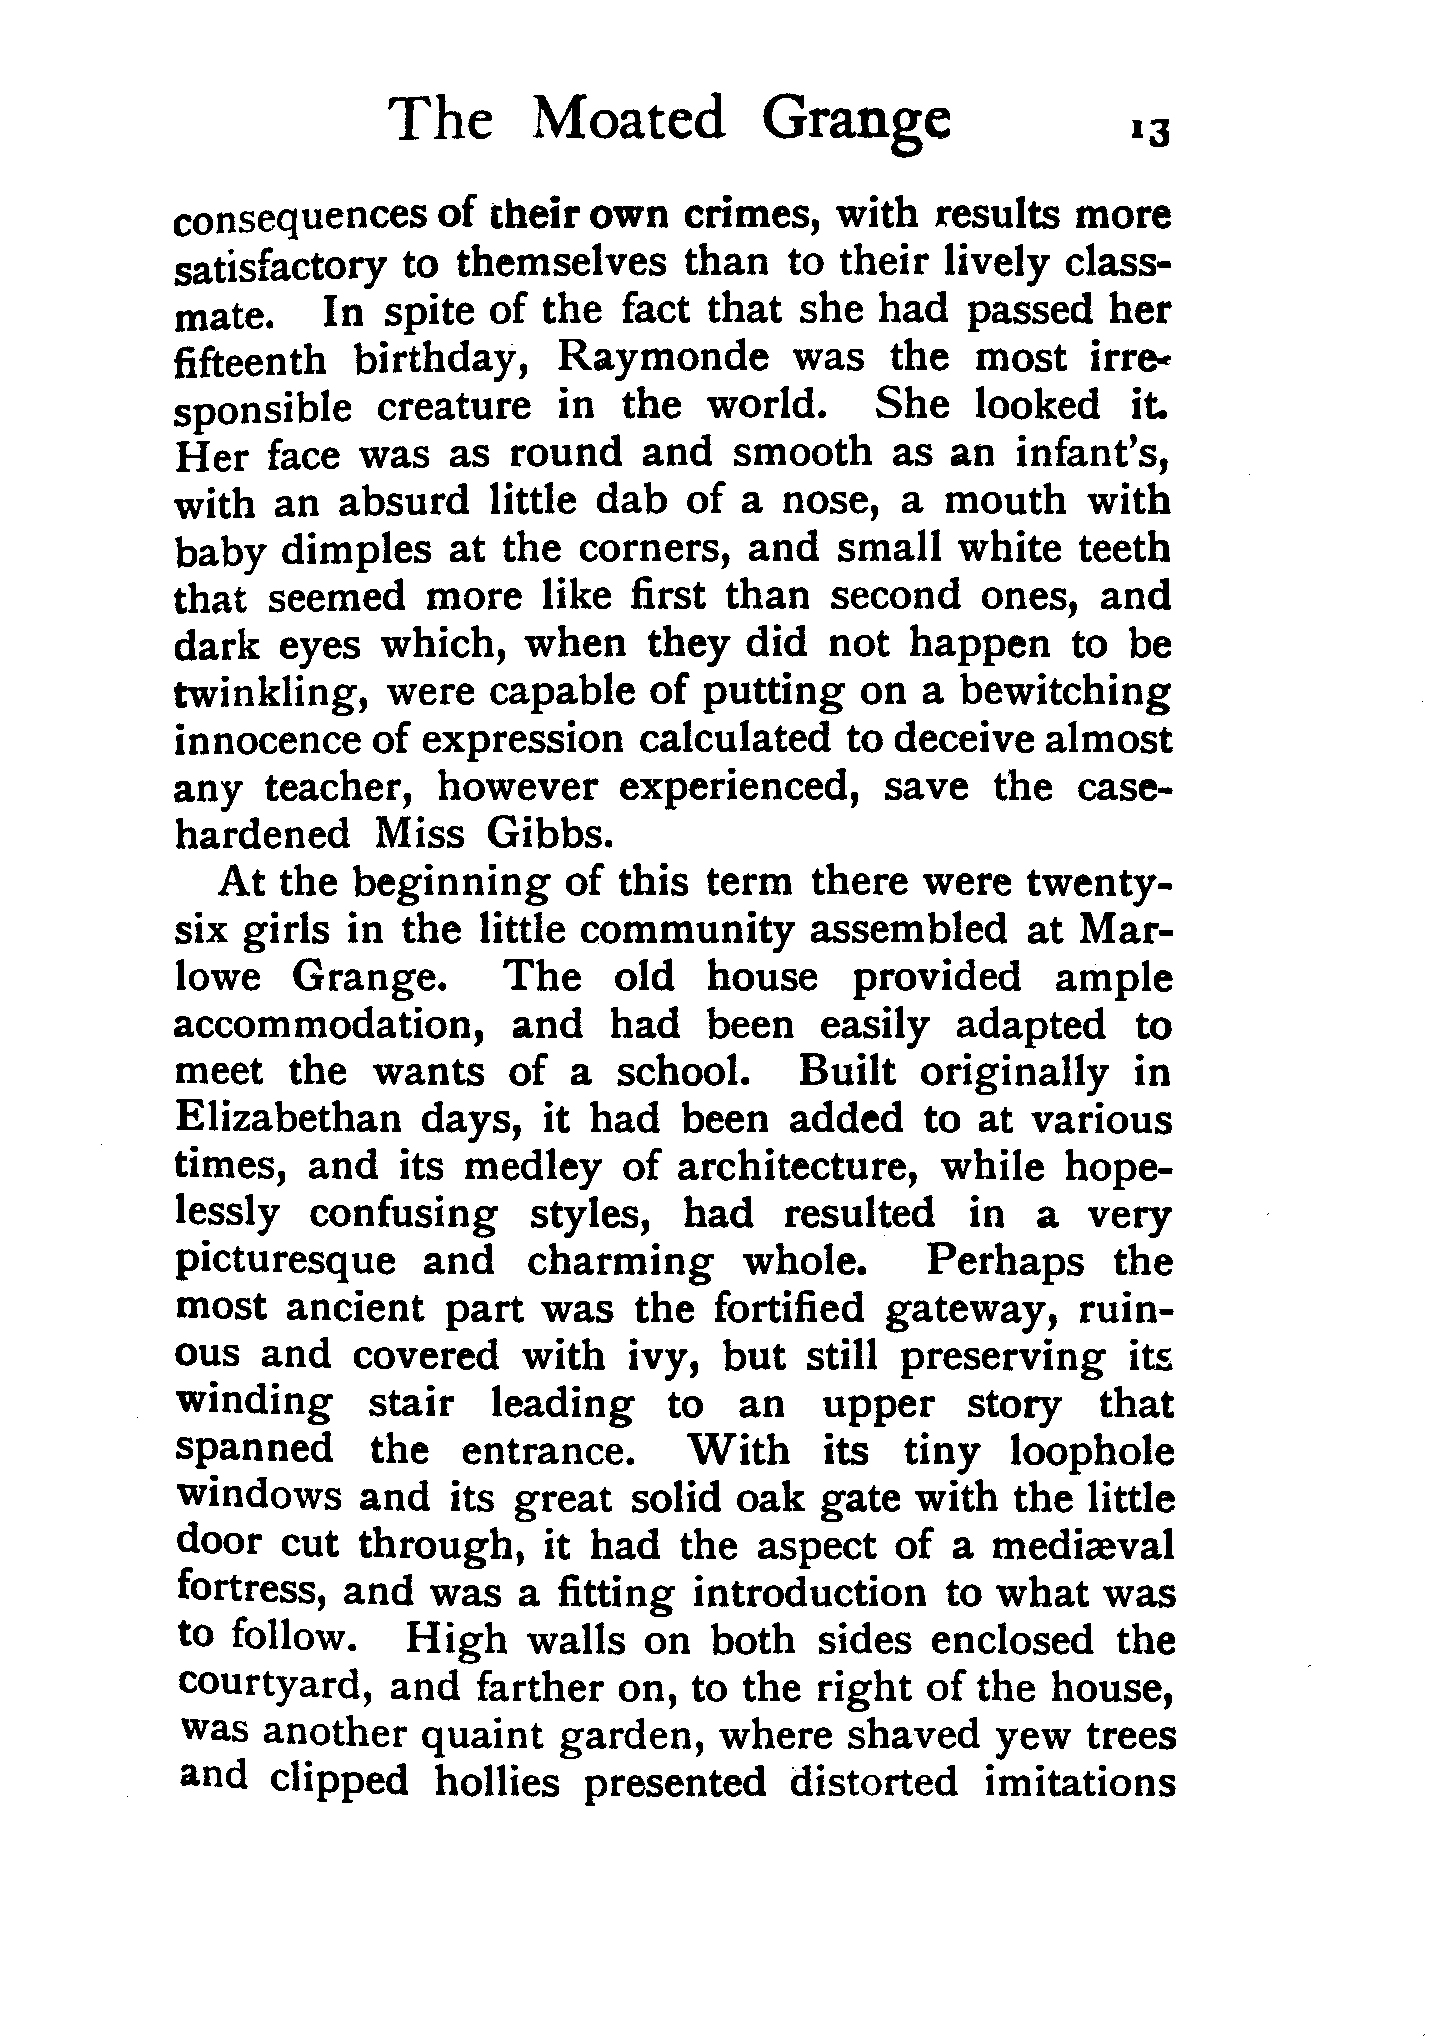 The Moated Grange 13
consequences of their own crimes, with results more
satisfactory to themselves than to their lively class-
mate. In spite of the fact that she had passed her
fifteenth birthday, Raymonde was the most irre-
sponsible creature in the world. She looked it.
Her face was as round and smooth as an infant's,
with an absurd little dab of a nose, a mouth with
baby dimples at the corners, and small white teeth
that seemed more like first than second ones, and
dark eyes which, when they did not happen to be
twinkling, were capable of putting on a bewitching
innocence of expression calculated to deceive almost
any teacher, however experienced, save the case-
hardened Miss Gibbs.
At the beginning of this term there were twenty-
six girls in the little community assembled at Mar-
lowe Grange. The old house provided ample
accommodation, and had been easily adapted to
meet the wants of a school. Built originally in
Elizabethan days, it had been added to at various
times, and its medley of architecture, while hope-
lessly confusing styles, had resulted in a very
picturesque and charming whole. Perhaps the
most ancient part was the fortified gateway, ruin-
ous and covered with ivy, but still preserving its
winding stair leading to an upper story that
spanned the entrance. With its tiny loophole
windows and its great solid oak gate with the little
door cut through, it had the aspect of a mediæval
fortress, and was a fitting introduction to what was
to follow. High walls on both sides enclosed the
courtyard, and farther on, to the right of the house,
was another quaint garden, where shaved yew trees
and clipped hollies presented distorted imitations